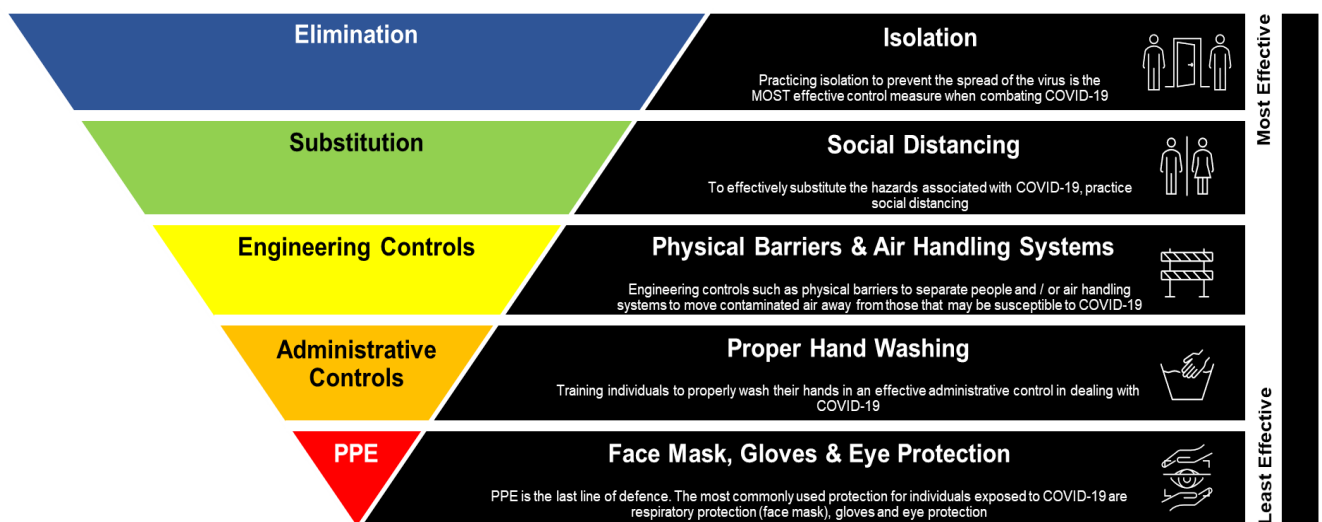 Elimination
Isolation
Practicing isolation to prevent the spread of the virus is the
MOST effective control measure when combating COVID-19
Most Effective
Substitution
Social Distancing
To effectively substitute the hazards associated with COVID-19, practice
social distancing
Engineering Controls
Physical Barriers & Air Handling Systems
Engineering controls such as physical barriers to separate people and / or air handling
systems to move contaminated air away from those that may be susceptible to COVID-19
Administrative
Controls
Proper Hand Washing
Training individuals to properly wash their hands in an effective administrative control in dealing with
COVID-19
PPE
Face Mask, Gloves & Eye Protection
PPE is the last line of defence. The most commonly used protection for individuals exposed to COVID-19 are
respiratory protection (face mask), gloves and eye protection
Least Effective